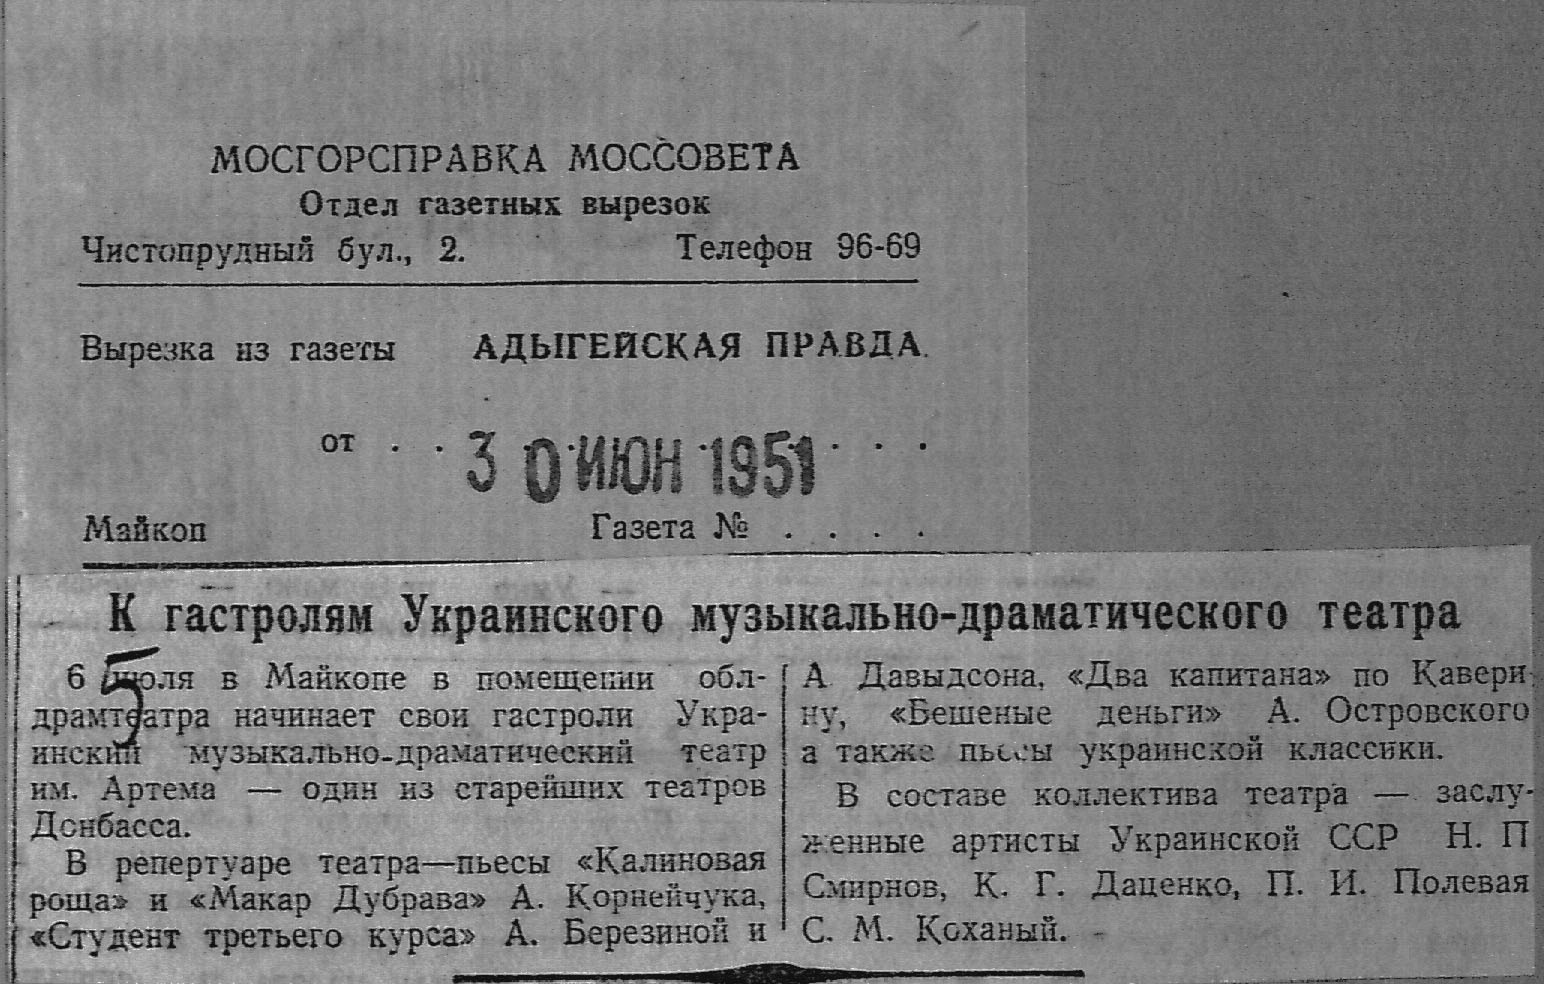 МОСГОРСПРАВКА МОССОВЕТА
Отдел газетных вырезок
Чистопрудный бул., 2. Телефон 96-69
Вырезка из газеты АДЫГЕЙСКАЯ ПРАВДА.
от . . 30 ИЮН 1951 . . .
Майкоп Газета № . . . .
К гастролям Украинского музыкально-драматического театра
6 июля в Майкопе в помещении обл-
драмтеатра начинает свои гастроли Укра-
инский музыкально-драматический театр
им. Артема — один из старейших театров
Донбасса.
В репертуаре театра—пьесы «Калиновая
роща» и «Макар Дубрава» А. Корнейчука,
«Студент третьего курса» А. Березиной и
5
А Давыдсона, «Два капитана» по Кавери-
ну, «Бешеные деньги» А. Островского
а также пьесы украинской классики.
В составе коллектива театра — заслу-
женные артисты Украинской ССР Н. П
Смирнов, К. Г. Даценко, П. И. Полевая
С. М. Коханый.